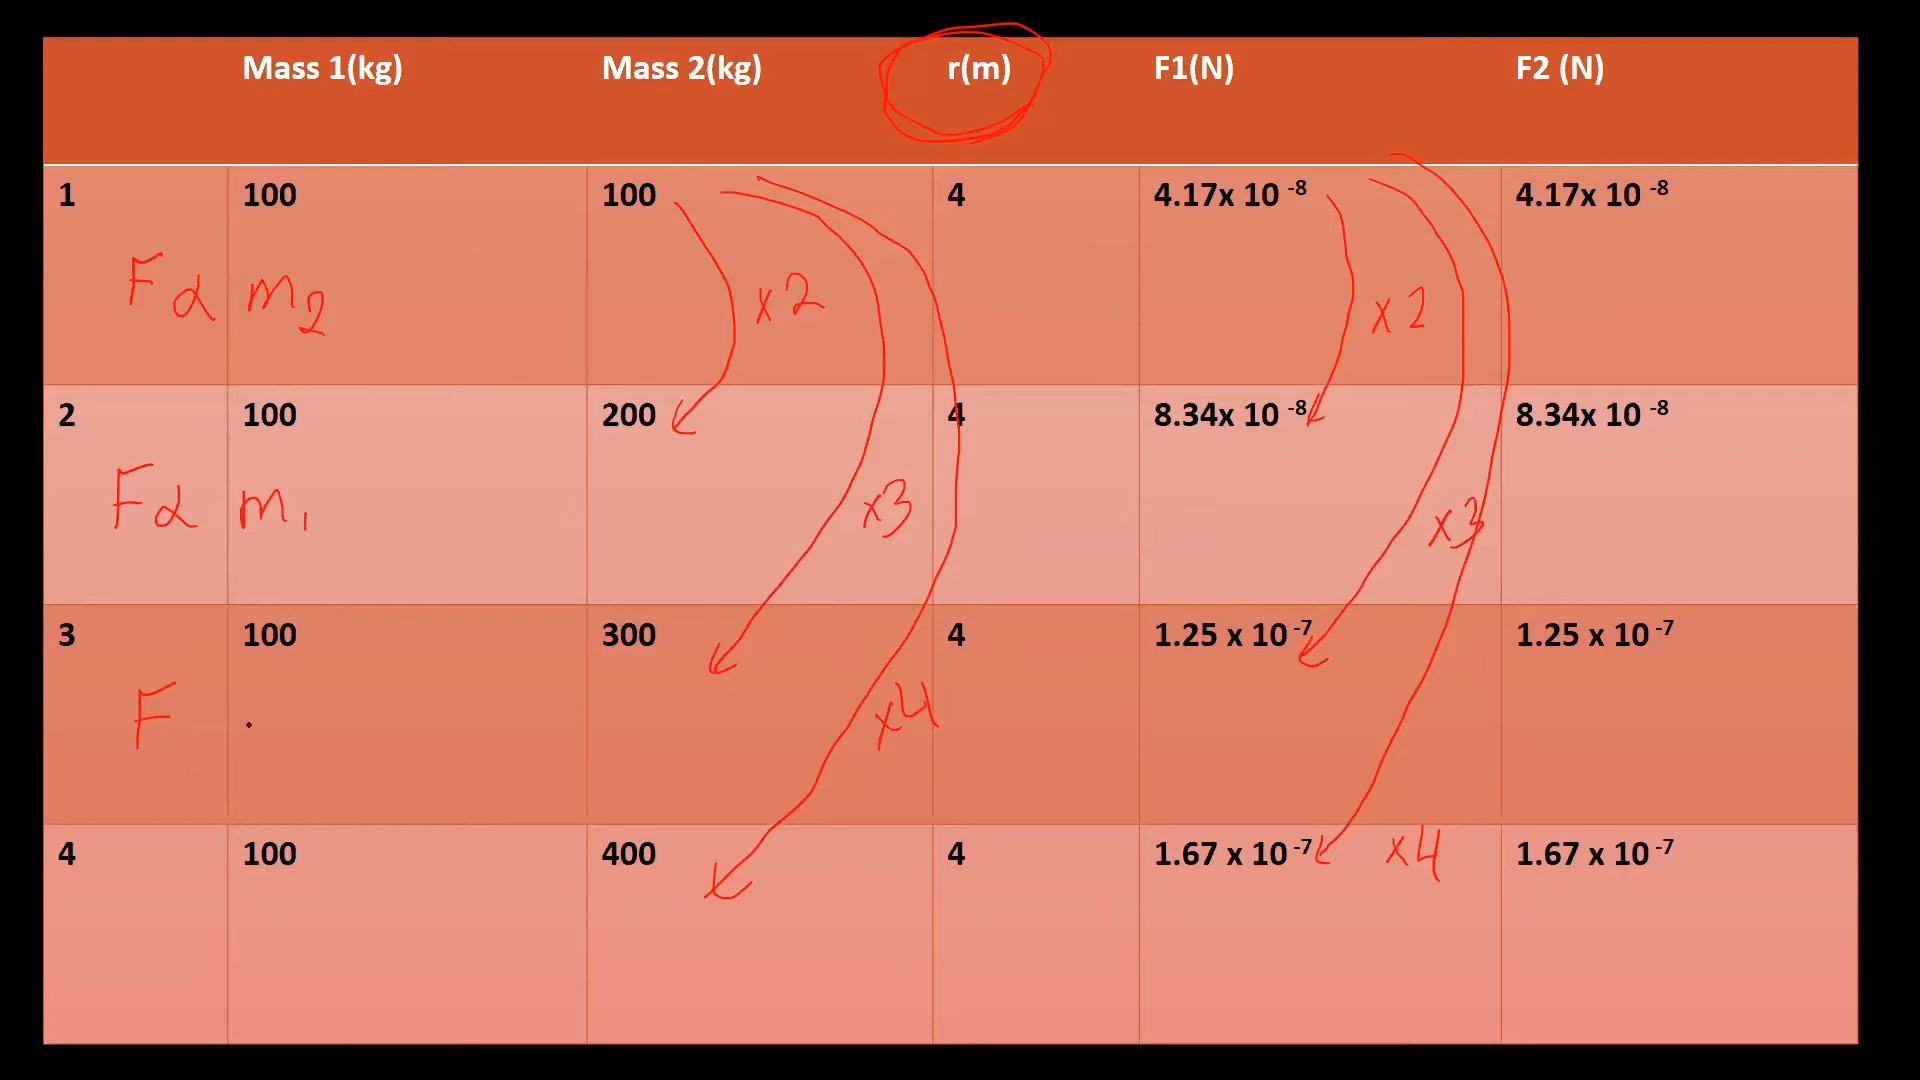 Mass 1(kg) Mass 2(kg) r(m) F1(N) F2 (N)
1 100 100 4 4.17x 10 -8 4.17x 10 -8
F α m2 x2 x2
2 100 200 4 8.34x 10 -8 8.34x 10 -8
F α m1 x3 x3
3 100 300 4 1.25 x 10 -7 1.25 x 10 -7
F x4
4 100 400 4 1.67 x 10 -7 x4 1.67 x 10 -7